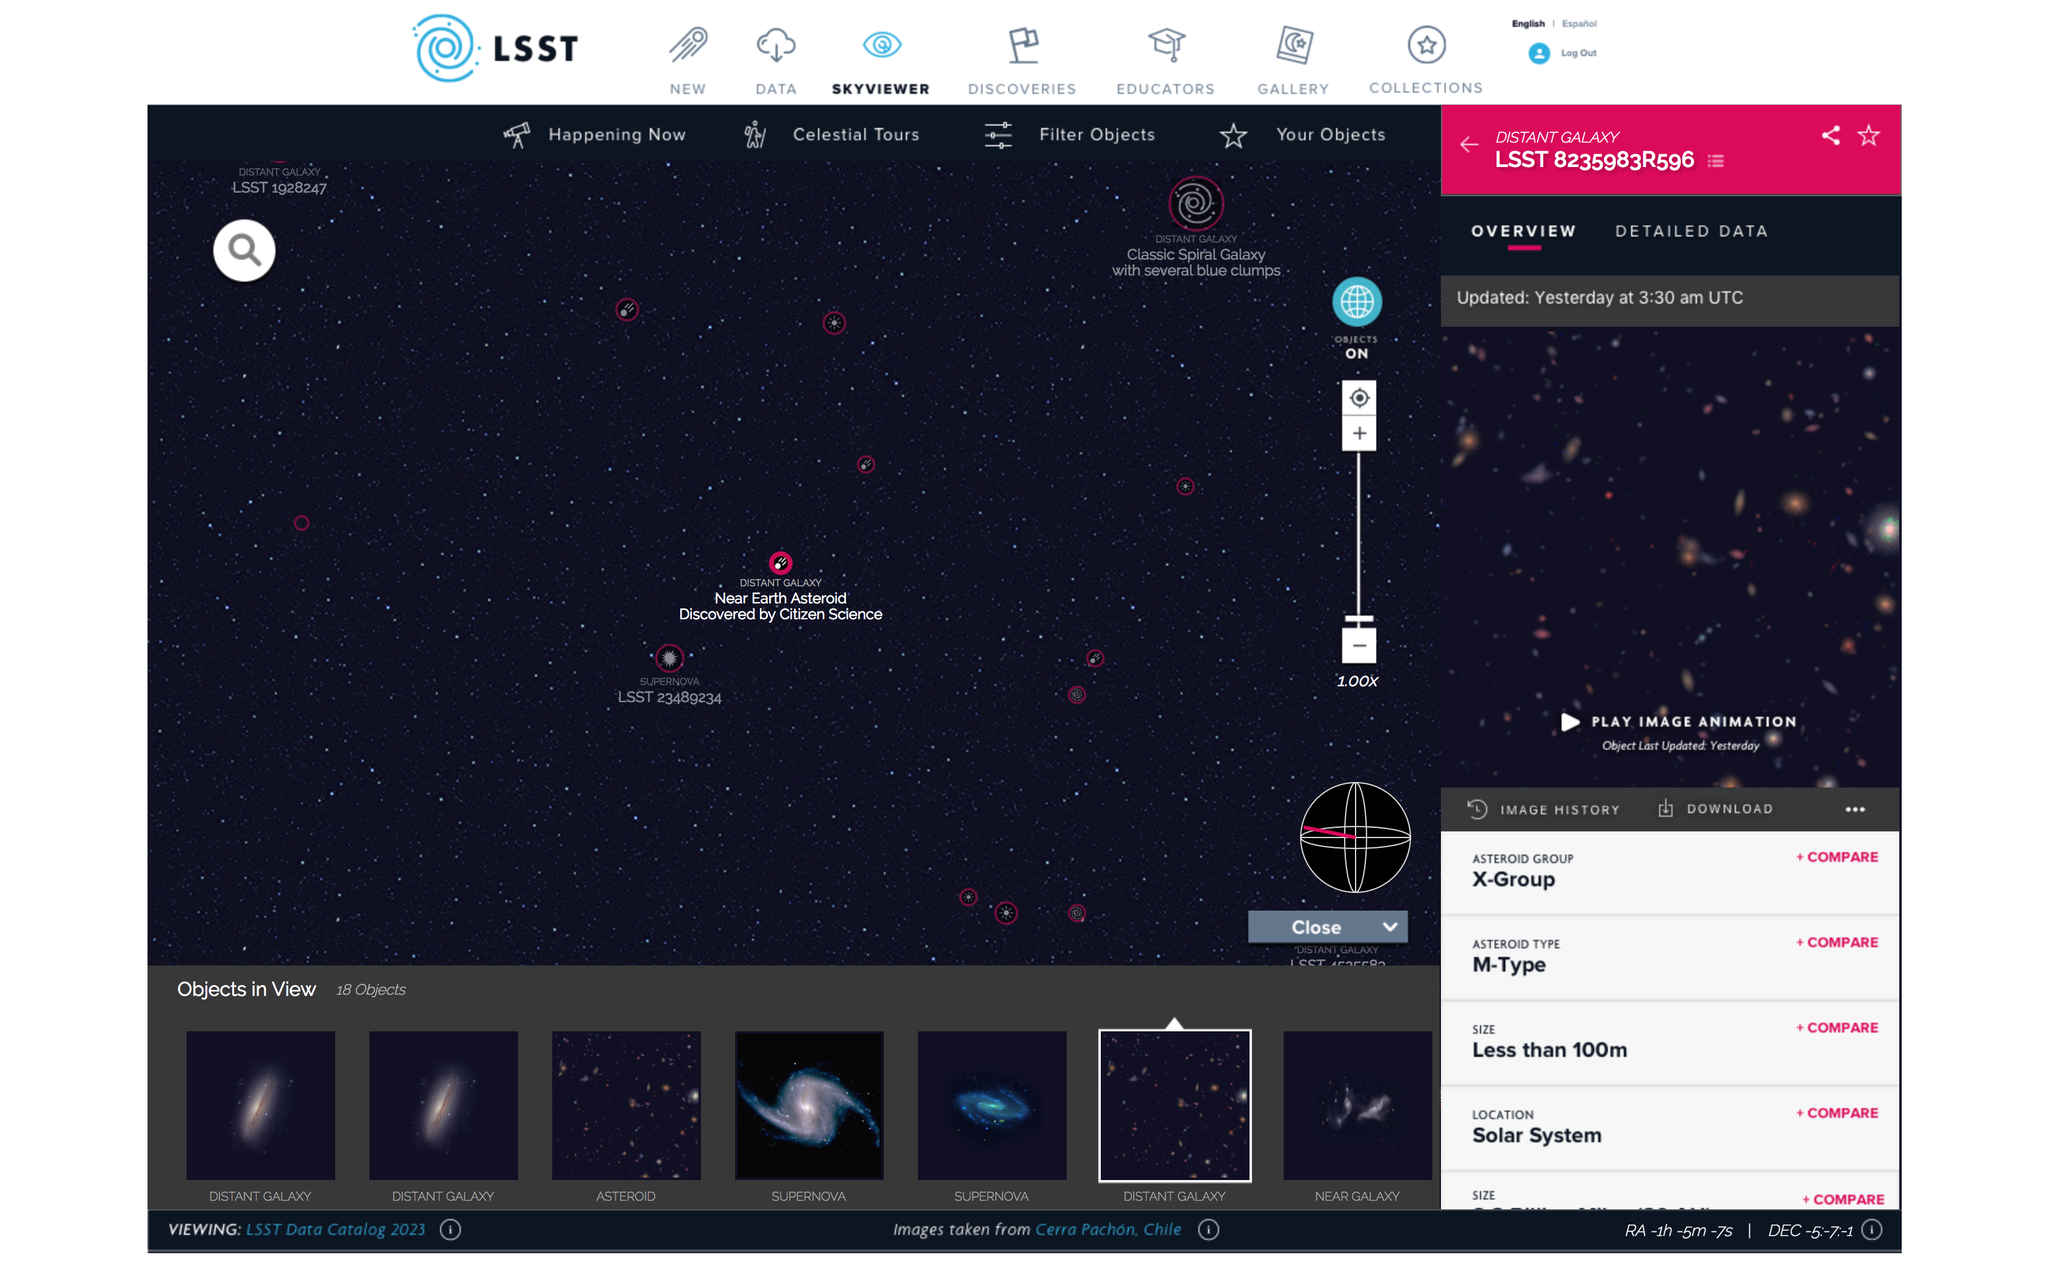 LSST
NEW
DATA
SKYVIEWER
DISCOVERIES
EDUCATORS
GALLERY
COLLECTIONS
English | Español
Log Out
Happening Now
Celestial Tours
Filter Objects
Your Objects
DISTANT GALAXY
LSST 1928247
DISTANT GALAXY
Classic Spiral Galaxy
with several blue clumps
OBJECTS
ON
DISTANT GALAXY
Near Earth Asteroid
Discovered by Citizen Science
SUPERNOVA
LSST 23489234
1.00X
Close
DISTANT GALAXY
LSST
Objects in View 18 Objects
DISTANT GALAXY
DISTANT GALAXY
ASTEROID
SUPERNOVA
SUPERNOVA
DISTANT GALAXY
NEAR GALAXY
DISTANT GALAXY
LSST 8235983R596
OVERVIEW
DETAILED DATA
Updated: Yesterday at 3:30 am UTC
PLAY IMAGE ANIMATION
Object Last Updated: Yesterday
IMAGE HISTORY
DOWNLOAD
ASTEROID GROUP
X-Group
+ COMPARE
ASTEROID TYPE
M-Type
+ COMPARE
SIZE
Less than 100m
+ COMPARE
LOCATION
Solar System
+ COMPARE
SIZE
+ COMPARE
VIEWING: LSST Data Catalog 2023
Images taken from Cerra Pachón, Chile
RA -1h -5m -7s | DEC -5:-7:-1